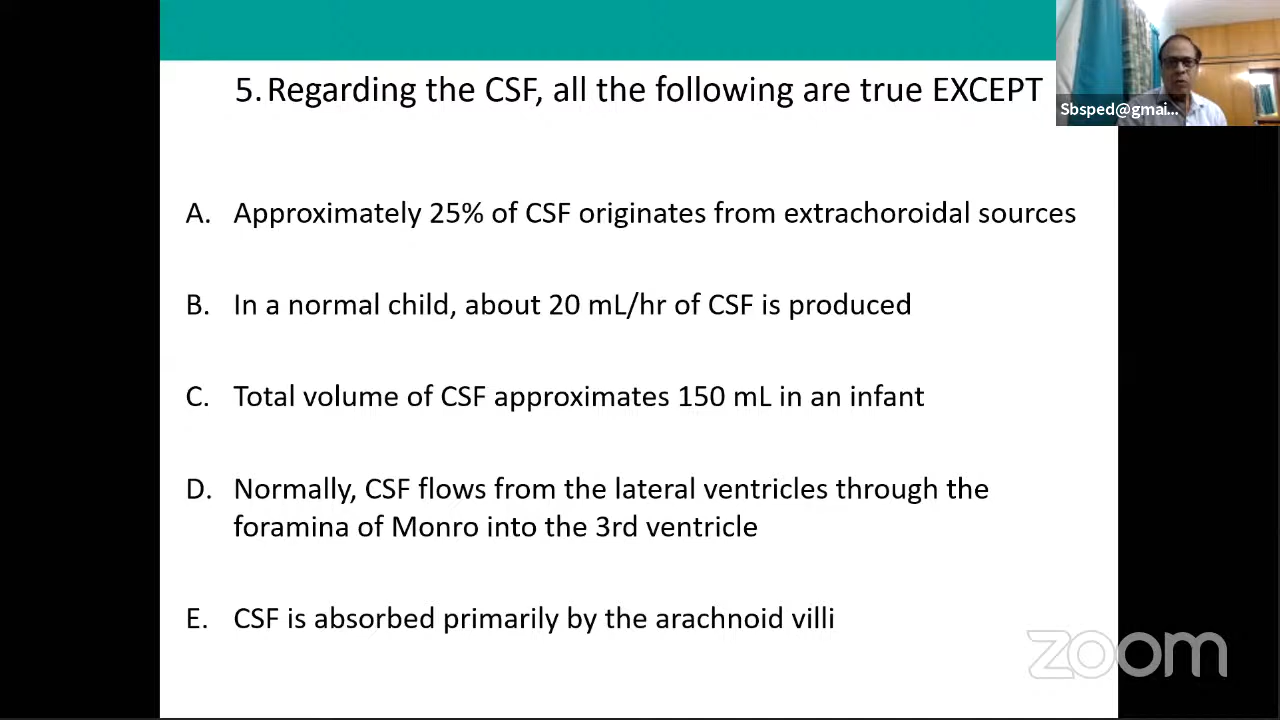 5. Regarding the CSF, all the following are true EXCEPT
Sbsped@gmai...
A. Approximately 25% of CSF originates from extrachoroidal sources
B. In a normal child, about 20 mL/hr of CSF is produced
C. Total volume of CSF approximates 150 mL in an infant
D. Normally, CSF flows from the lateral ventricles through the
foramina of Monro into the 3rd ventricle
E. CSF is absorbed primarily by the arachnoid villi
zoom